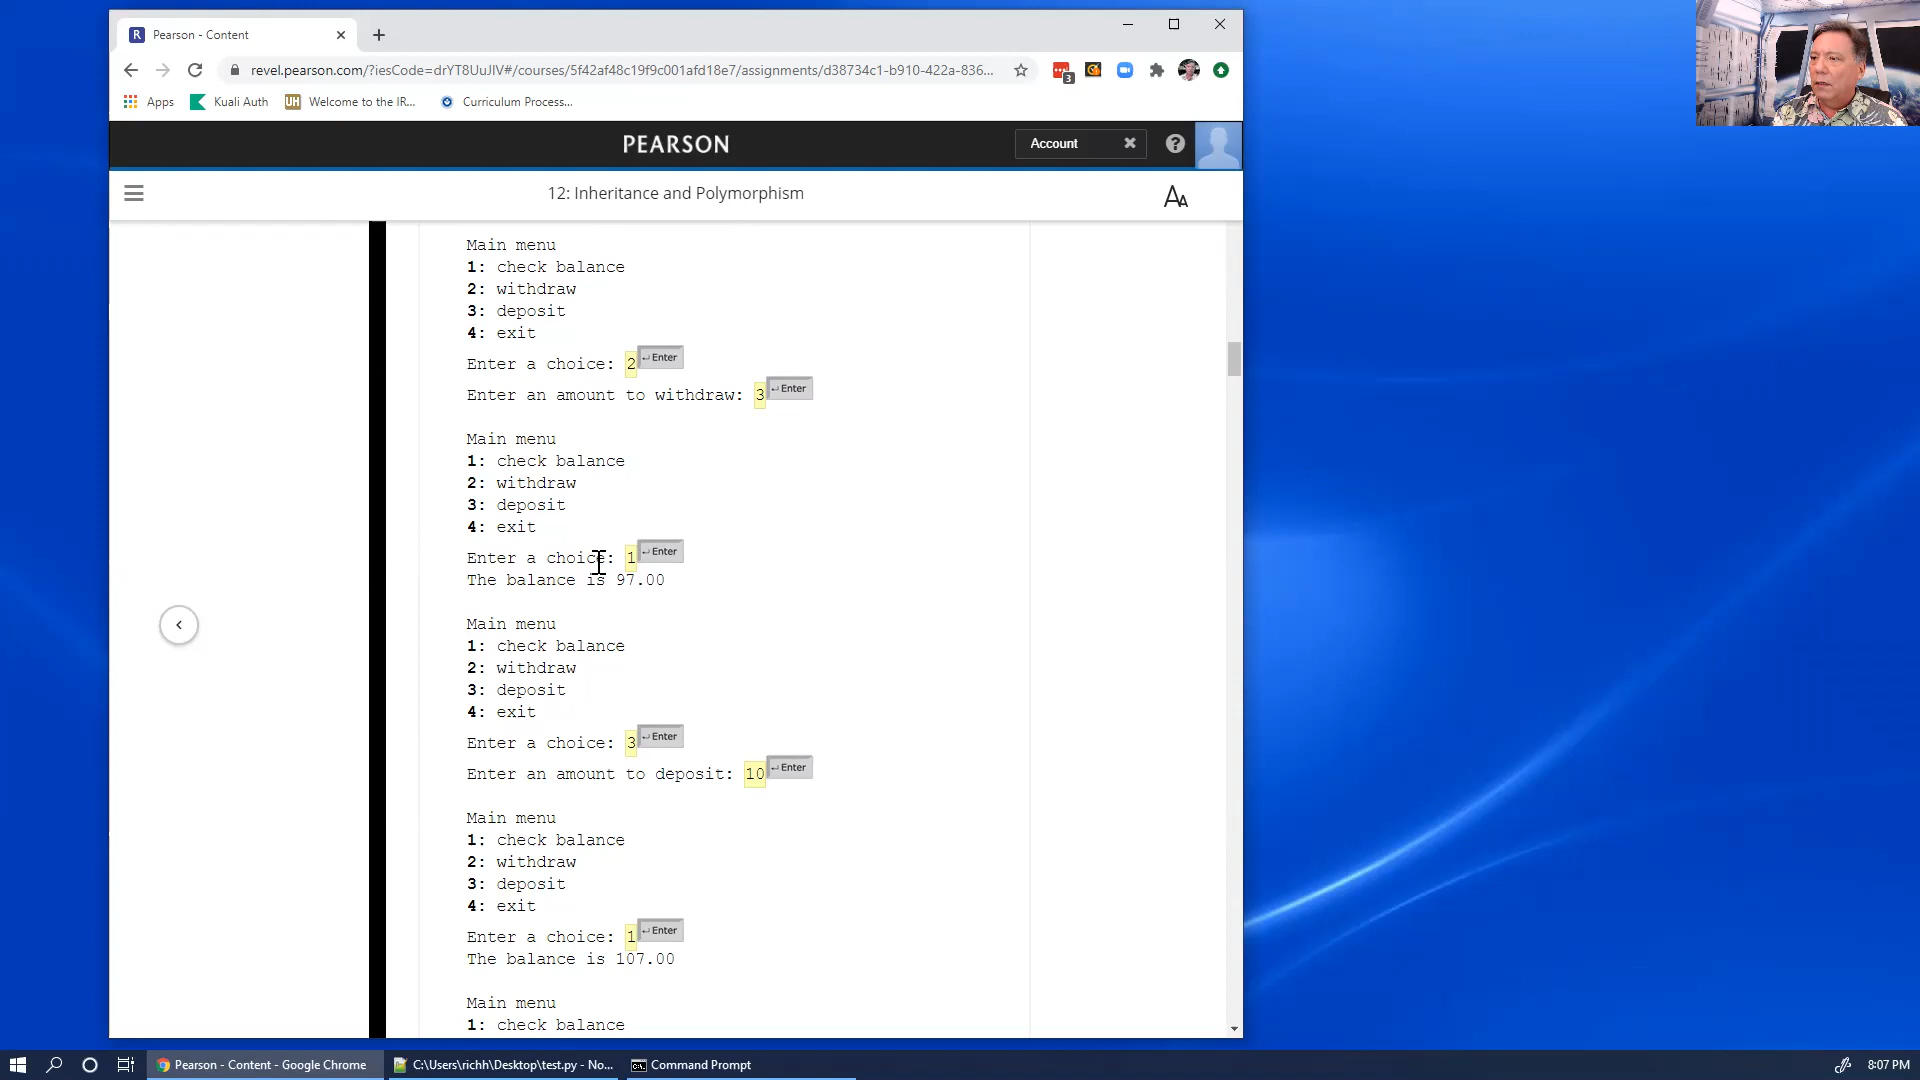 R Pearson - Content
revel.pearson.com/?iesCode=drYT8UuJIV#/courses/5f42af48c19f9c001afd18e7/assignments/d38734c1-b910-422a-836...
3
Apps Kuali Auth UH Welcome to the IR... Curriculum Process...
PEARSON
Account
?
12: Inheritance and Polymorphism
AA
Main menu
1: check balance
2: withdraw
3: deposit
4: exit
Enter a choice: 2 ↵Enter
Enter an amount to withdraw: 3 ↵Enter
Main menu
1: check balance
2: withdraw
3: deposit
4: exit
Enter a choice: 1 ↵Enter
The balance is 97.00
Main menu
1: check balance
2: withdraw
3: deposit
4: exit
Enter a choice: 3 ↵Enter
Enter an amount to deposit: 10 ↵Enter
Main menu
1: check balance
2: withdraw
3: deposit
4: exit
Enter a choice: 1 ↵Enter
The balance is 107.00
Main menu
1: check balance
Pearson - Content - Google Chrome
C:\Users\richh\Desktop\test.py - No...
Command Prompt
8:07 PM